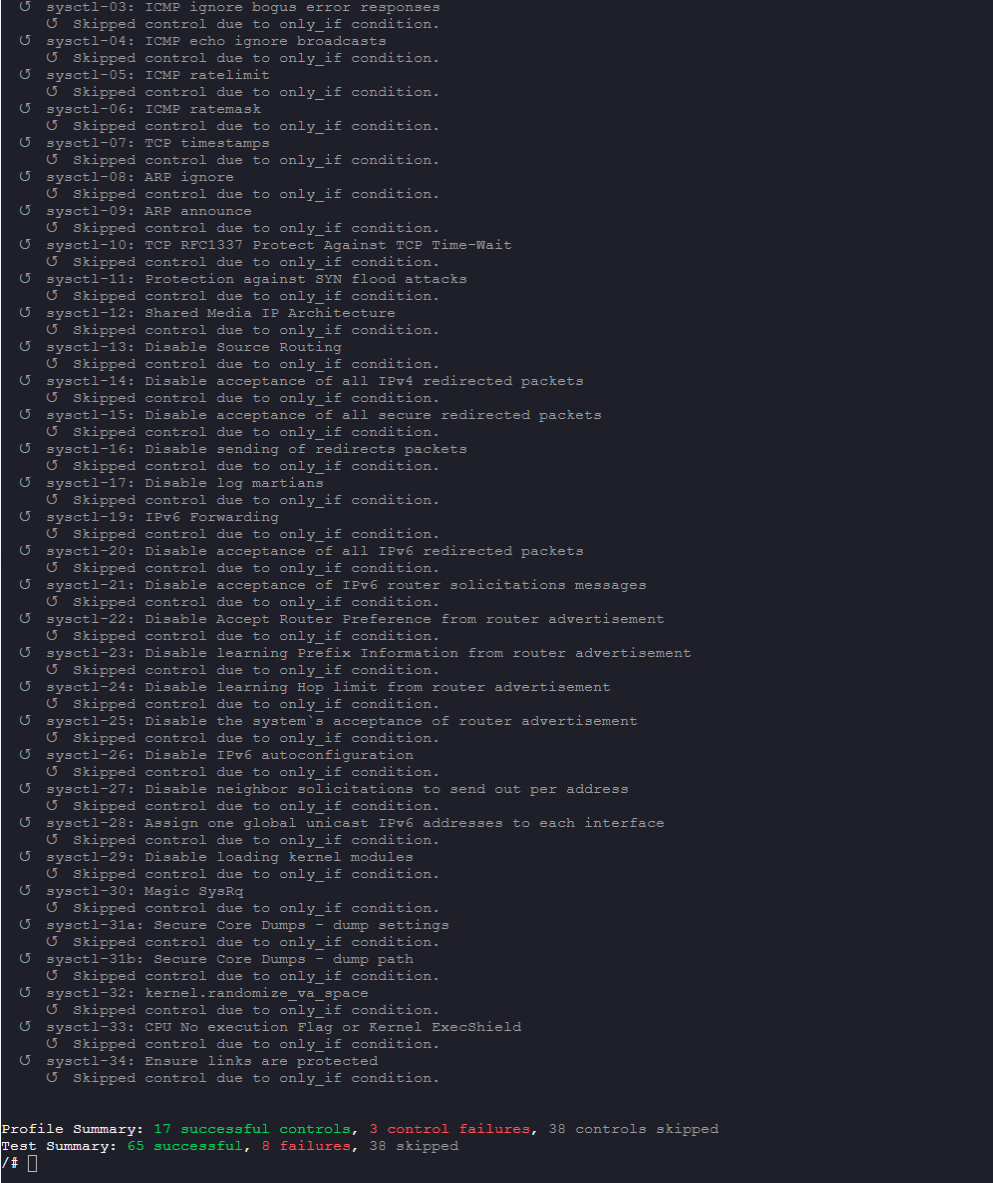 ↺ sysctl-03: ICMP ignore bogus error responses
↺ Skipped control due to only_if condition.
↺ sysctl-04: ICMP echo ignore broadcasts
↺ Skipped control due to only_if condition.
↺ sysctl-05: ICMP ratelimit
↺ Skipped control due to only_if condition.
↺ sysctl-06: ICMP ratemask
↺ Skipped control due to only_if condition.
↺ sysctl-07: TCP timestamps
↺ Skipped control due to only_if condition.
↺ sysctl-08: ARP ignore
↺ Skipped control due to only_if condition.
↺ sysctl-09: ARP announce
↺ Skipped control due to only_if condition.
↺ sysctl-10: TCP RFC1337 Protect Against TCP Time-Wait
↺ Skipped control due to only_if condition.
↺ sysctl-11: Protection against SYN flood attacks
↺ Skipped control due to only_if condition.
↺ sysctl-12: Shared Media IP Architecture
↺ Skipped control due to only_if condition.
↺ sysctl-13: Disable Source Routing
↺ Skipped control due to only_if condition.
↺ sysctl-14: Disable acceptance of all IPv4 redirected packets
↺ Skipped control due to only_if condition.
↺ sysctl-15: Disable acceptance of all secure redirected packets
↺ Skipped control due to only_if condition.
↺ sysctl-16: Disable sending of redirects packets
↺ Skipped control due to only_if condition.
↺ sysctl-17: Disable log martians
↺ Skipped control due to only_if condition.
↺ sysctl-19: IPv6 Forwarding
↺ Skipped control due to only_if condition.
↺ sysctl-20: Disable acceptance of all IPv6 redirected packets
↺ Skipped control due to only_if condition.
↺ sysctl-21: Disable acceptance of IPv6 router solicitations messages
↺ Skipped control due to only_if condition.
↺ sysctl-22: Disable Accept Router Preference from router advertisement
↺ Skipped control due to only_if condition.
↺ sysctl-23: Disable learning Prefix Information from router advertisement
↺ Skipped control due to only_if condition.
↺ sysctl-24: Disable learning Hop limit from router advertisement
↺ Skipped control due to only_if condition.
↺ sysctl-25: Disable the system`s acceptance of router advertisement
↺ Skipped control due to only_if condition.
↺ sysctl-26: Disable IPv6 autoconfiguration
↺ Skipped control due to only_if condition.
↺ sysctl-27: Disable neighbor solicitations to send out per address
↺ Skipped control due to only_if condition.
↺ sysctl-28: Assign one global unicast IPv6 addresses to each interface
↺ Skipped control due to only_if condition.
↺ sysctl-29: Disable loading kernel modules
↺ Skipped control due to only_if condition.
↺ sysctl-30: Magic SysRq
↺ Skipped control due to only_if condition.
↺ sysctl-31a: Secure Core Dumps - dump settings
↺ Skipped control due to only_if condition.
↺ sysctl-31b: Secure Core Dumps - dump path
↺ Skipped control due to only_if condition.
↺ sysctl-32: kernel.randomize_va_space
↺ Skipped control due to only_if condition.
↺ sysctl-33: CPU No execution Flag or Kernel ExecShield
↺ Skipped control due to only_if condition.
↺ sysctl-34: Ensure links are protected
↺ Skipped control due to only_if condition.
Profile Summary: 17 successful controls, 3 control failures, 38 controls skipped
Test Summary: 65 successful, 8 failures, 38 skipped
/#